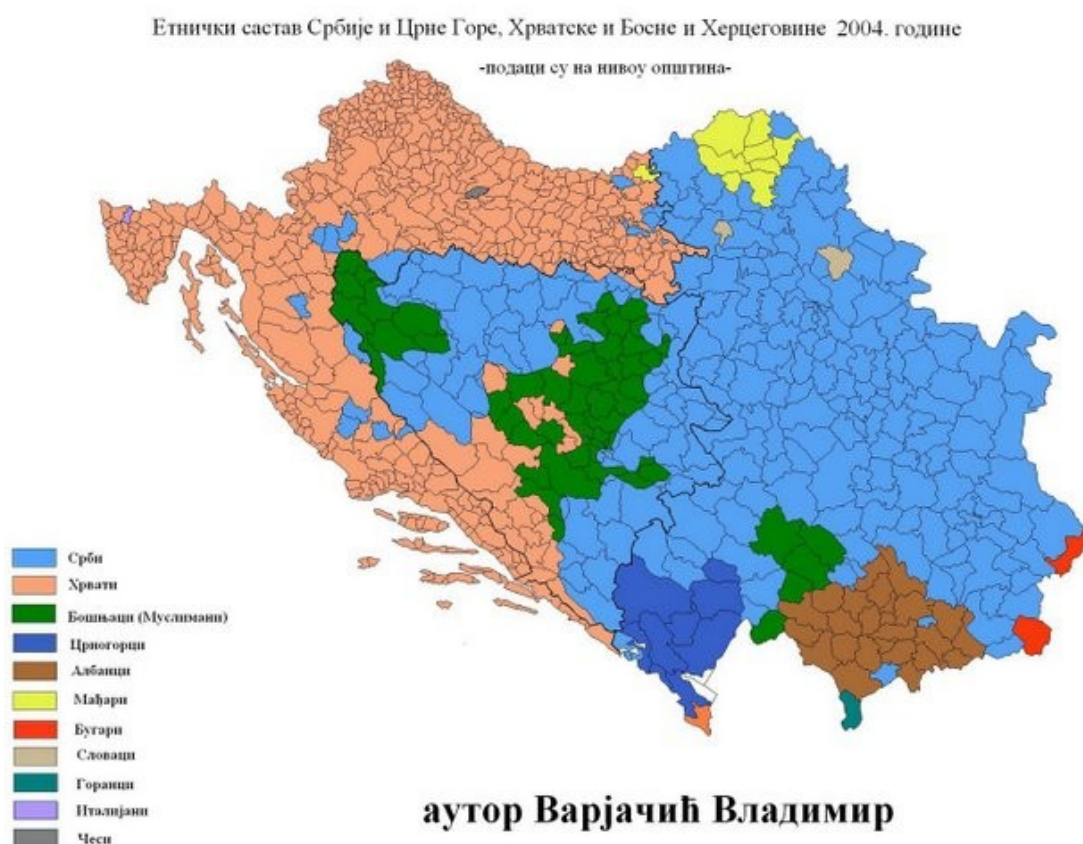 Етнички састав Србије и Црне Горе, Хрватске и Босне и Херцеговине 2004. године
-подаци су на нивоу општина-
Срби
Хрвати
Бошњаци (Муслимани)
Црногорци
Албанци
Мађари
Бугари
Словаци
Горанци
Италијани
Чеси
аутор Варјачић Владимир